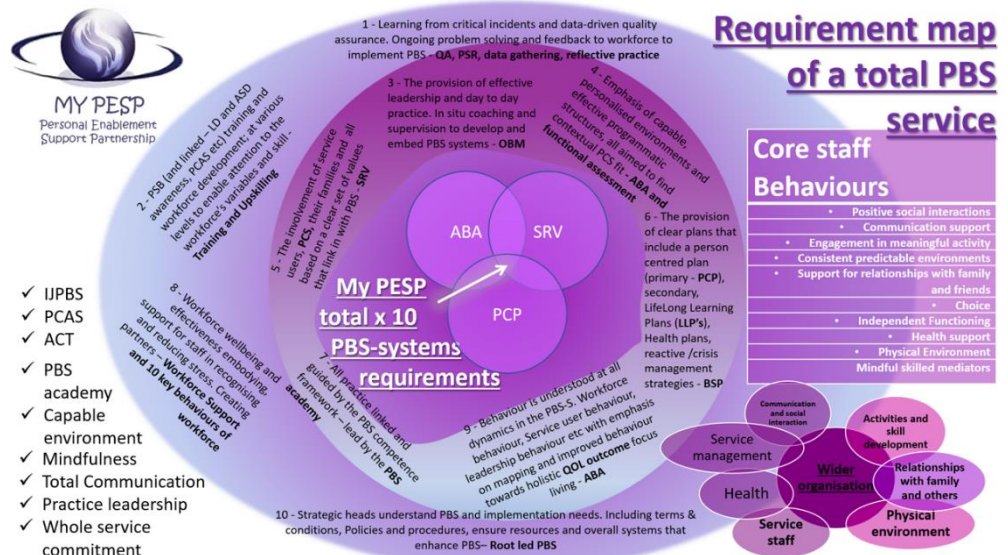 MY PESP
Personal Enablement
Support Partnership
Requirement map
of a total PBS
service
1 - Learning from critical incidents and data-driven quality
assurance. Ongoing problem solving and feedback to workforce to
implement PBS - QA, PSR, data gathering, reflective practice
2 - PSB (and linked – LD and ASD
awareness, PCAS etc) training and
workforce development; at various
levels to enable attention to the
workforce's variables and skill -
Training and Upskilling
3 - The provision of effective
leadership and day to day
practice. In situ coaching and
supervision to develop and
embed PBS systems - OBM
4 - Emphasis of capable,
personalised environments and
effective programmatic
structures, all aimed to find
contextual PCS fit - ABA and
functional assessment
5 - The involvement of service
users, PCS, their families and all
based on a clear set of values
that link in with PBS - SRV
6 - The provision
of clear plans that
include a person
centred plan
(primary - PCP),
secondary,
LifeLong Learning
Plans (LLP's),
Health plans,
reactive /crisis
management
strategies - BSP
ABA
SRV
PCP
My PESP
total x 10
PBS-systems
requirements
7 - All practice linked and
guided by the PBS competence
framework – lead by the PBS
academy
8 - Workforce wellbeing and
effectiveness embodying,
support for staff in recognising
and reducing stress. Creating
partners – Workforce Support
and 10 key behaviours of
workforce
9 - Behaviour is understood at all
dynamics in the PBS-S. Workforce
behaviour, Service user behaviour,
leadership behaviour etc with emphasis
on mapping and improved behaviour
towards holistic QOL outcome focus
living - ABA
10 - Strategic heads understand PBS and implementation needs. Including terms &
conditions, Policies and procedures, ensure resources and overall systems that
enhance PBS– Root led PBS
✓ IJPBS
✓ PCAS
✓ ACT
✓ PBS
academy
✓ Capable
environment
✓ Mindfulness
✓ Total Communication
✓ Practice leadership
✓ Whole service
commitment
Core staff
Behaviours
• Positive social interactions
• Communication support
• Engagement in meaningful activity
• Consistent predictable environments
• Support for relationships with family
and friends
• Choice
• Independent Functioning
• Health support
• Physical Environment
Mindful skilled mediators
Communication
and social
interaction
Activities and
skill
development
Service
management
Wider
organisation
Relationships
with family
and others
Health
Service
staff
Physical
environment